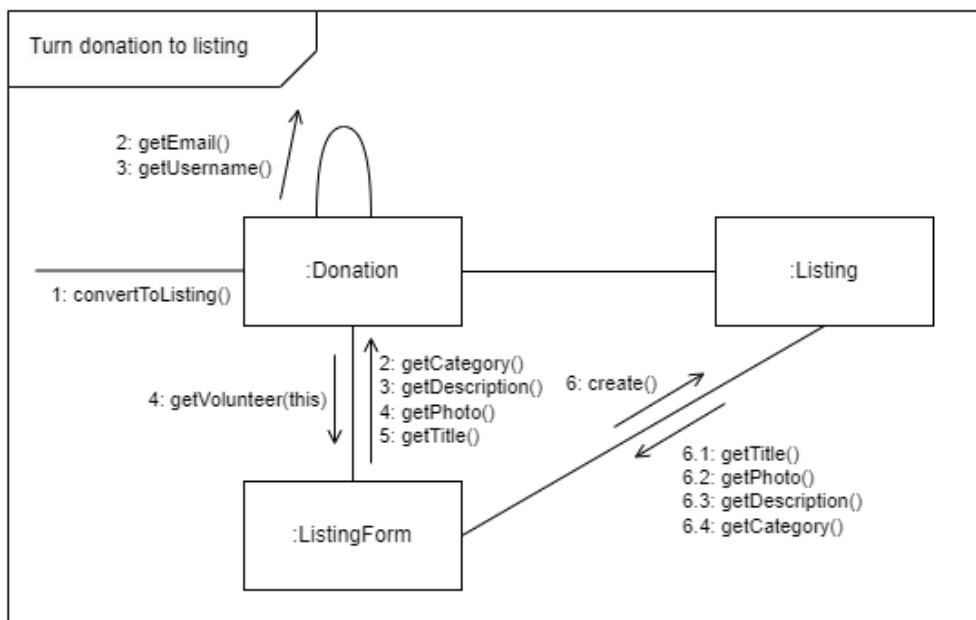 Turn donation to listing
2: getEmail()
3: getUsername()
:Donation
:Listing
1: convertToListing()
4: getVolunteer(this)
2: getCategory()
3: getDescription()
4: getPhoto()
5: getTitle()
6: create()
6.1: getTitle()
6.2: getPhoto()
6.3: getDescription()
6.4: getCategory()
:ListingForm